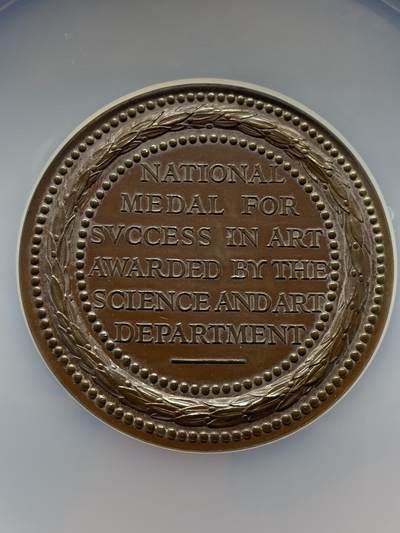 NATIONAL
MEDAL FOR
SVCCESS IN ART
AWARDED BY THE
SCIENCE AND ART
DEPARTMENT